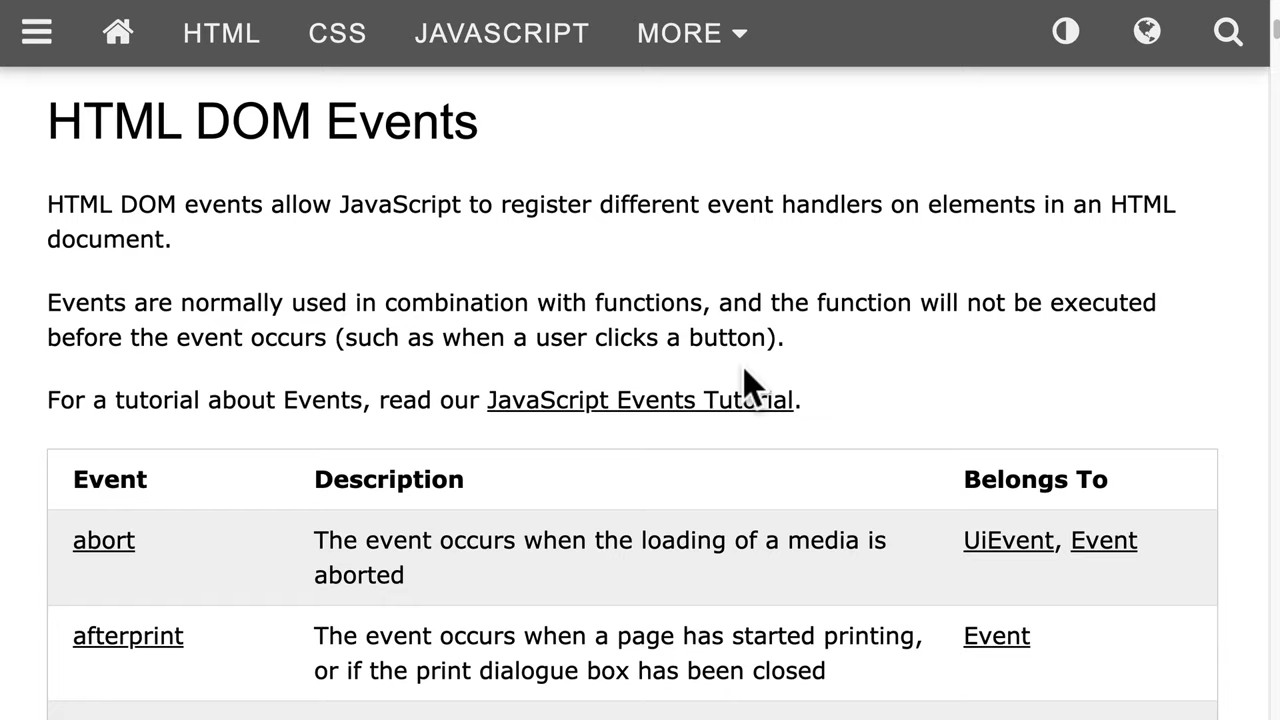 HTML CSS JAVASCRIPT MORE
HTML DOM Events
HTML DOM events allow JavaScript to register different event handlers on elements in an HTML
document.
Events are normally used in combination with functions, and the function will not be executed
before the event occurs (such as when a user clicks a button).
For a tutorial about Events, read our JavaScript Events Tutorial.
Event Description Belongs To
abort The event occurs when the loading of a media is UiEvent, Event
aborted
afterprint The event occurs when a page has started printing, Event
or if the print dialogue box has been closed